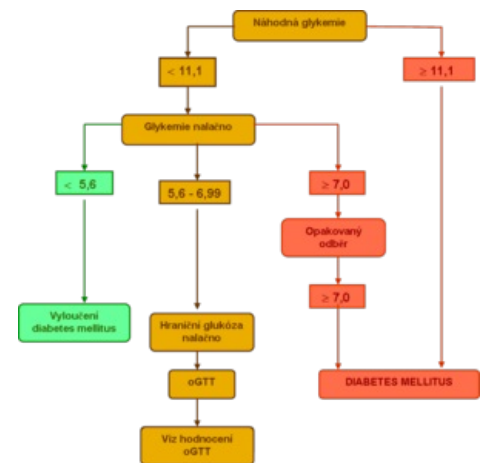 Náhodná glykemie
< 11,1
≥ 11,1
Glykemie nalačno
< 5,6
5,6 - 6,99
≥ 7,0
Opakovaný
odběr
≥ 7,0
Vyloučení
diabetes mellitus
Hraniční glukóza
nalačno
oGTT
DIABETES MELLITUS
Viz hodnocení
oGTT